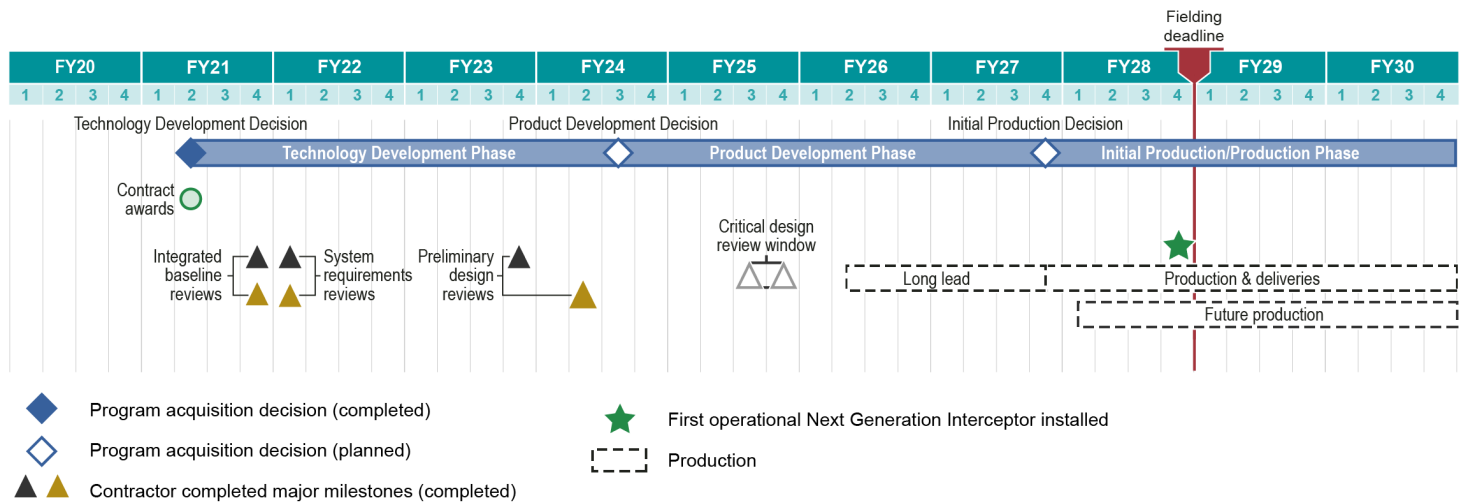 Fielding
deadline
FY20 FY21 FY22 FY23 FY24 FY25 FY26 FY27 FY28 FY29 FY30
1 2 3 4 1 2 3 4 1 2 3 4 1 2 3 4 1 2 3 4 1 2 3 4 1 2 3 4 1 2 3 4 1 2 3 4 1 2 3 4 1 2 3 4
Technology Development Decision Product Development Decision Initial Production Decision
Technology Development Phase Product Development Phase Initial Production/Production Phase
Contract
awards
Integrated
baseline
reviews
System
requirements
reviews
Preliminary
design
reviews
Critical design
review window
Long lead Production & deliveries
Future production
Program acquisition decision (completed)
Program acquisition decision (planned)
Contractor completed major milestones (completed)
First operational Next Generation Interceptor installed
Production